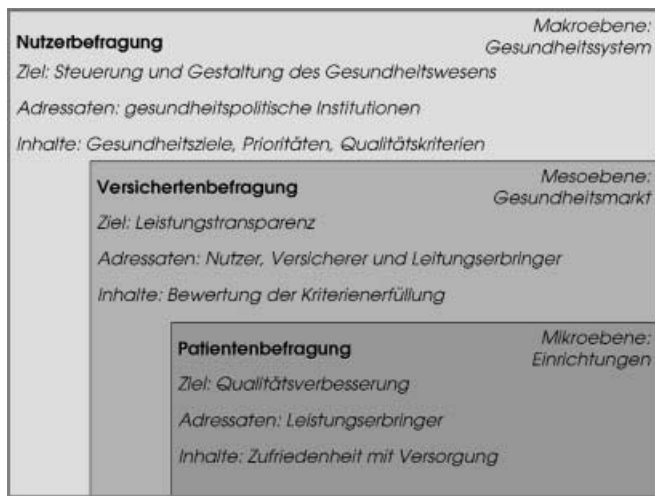 Makroebene:
Nutzerbefragung
Gesundheitssystem
Ziel: Steuerung und Gestaltung des Gesundheitswesens
Adressaten: gesundheitspolitische Institutionen
Inhalte: Gesundheitsziele, Prioritäten, Qualitätskriterien
Mesoebene:
Versichertenbefragung
Gesundheitsmarkt
Ziel: Leistungstransparenz
Adressaten: Nutzer, Versicherer und Leitungserbringer
Inhalte: Bewertung der Kriterienerfüllung
Mikroebene:
Patientenbefragung
Einrichtungen
Ziel: Qualitätsverbesserung
Adressaten: Leistungserbringer
Inhalte: Zufriedenheit mit Versorgung